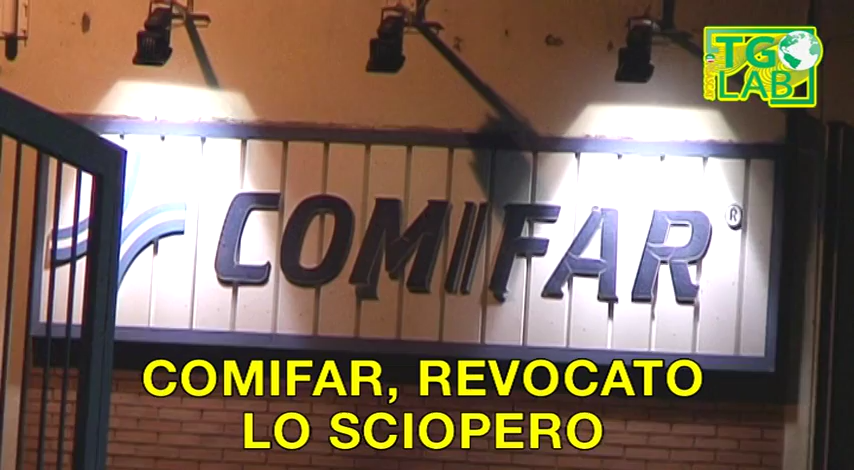 TG
LAB
COMIFAR®
COMIFAR, REVOCATO
LO SCIOPERO